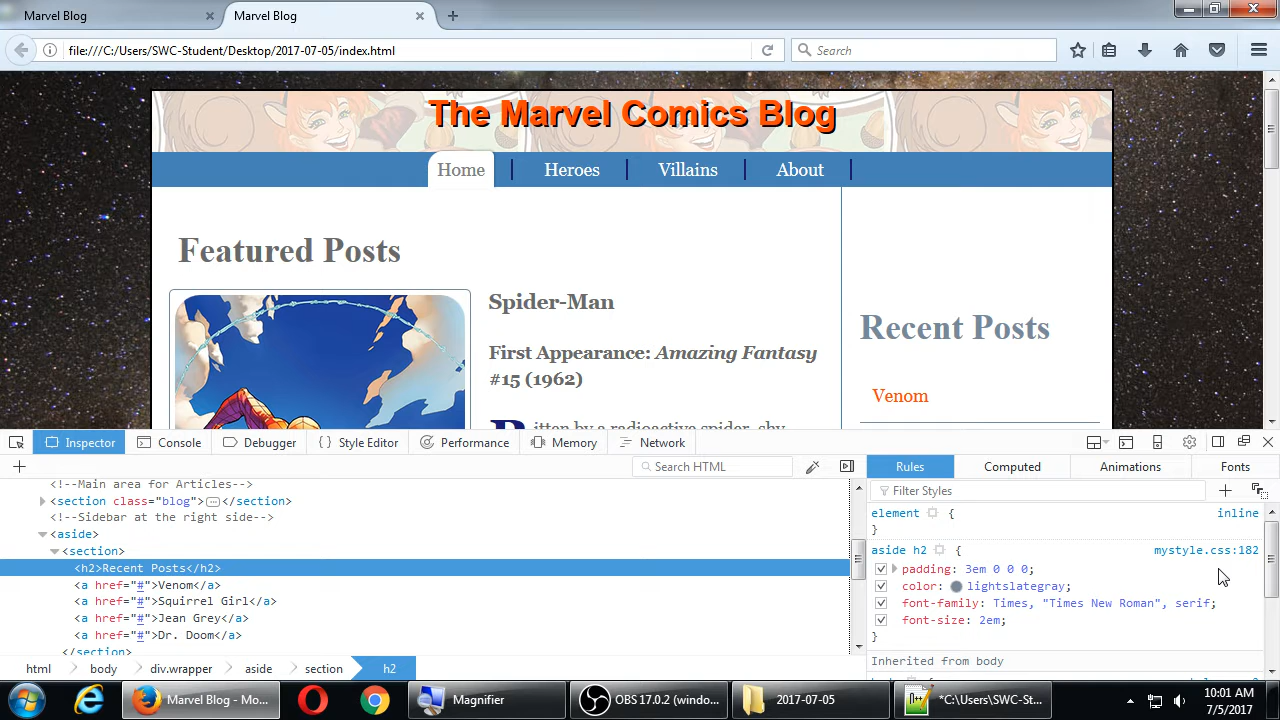 Marvel Blog
Marvel Blog
file:///C:/Users/SWC-Student/Desktop/2017-07-05/index.html
Search
The Marvel Comics Blog
Home
Heroes
Villains
About
Featured Posts
Spider-Man
First Appearance: Amazing Fantasy
#15 (1962)
Bitten by a radioactive spider, shy
Recent Posts
Venom
Inspector
Console
Debugger
Style Editor
Performance
Memory
Network
Search HTML
Rules
Computed
Animations
Fonts
Filter Styles
<!--Main area for Articles-->
<section class="blog"></section>
<!--Sidebar at the right side-->
<aside>
<section>
<h2>Recent Posts</h2>
<a href="#">Venom</a>
<a href="#">Squirrel Girl</a>
<a href="#">Jean Grey</a>
<a href="#">Dr. Doom</a>
</section>
element {
inline
}
aside h2 {
mystyle.css:182
padding: 3em 0 0 0;
color: lightslategray;
font-family: Times, "Times New Roman", serif;
font-size: 2em;
}
Inherited from body
html
body
div.wrapper
aside
section
h2
Marvel Blog - Mo...
Magnifier
OBS 17.0.2 (windo...
2017-07-05
*C:\Users\SWC-St...
10:01 AM
7/5/2017